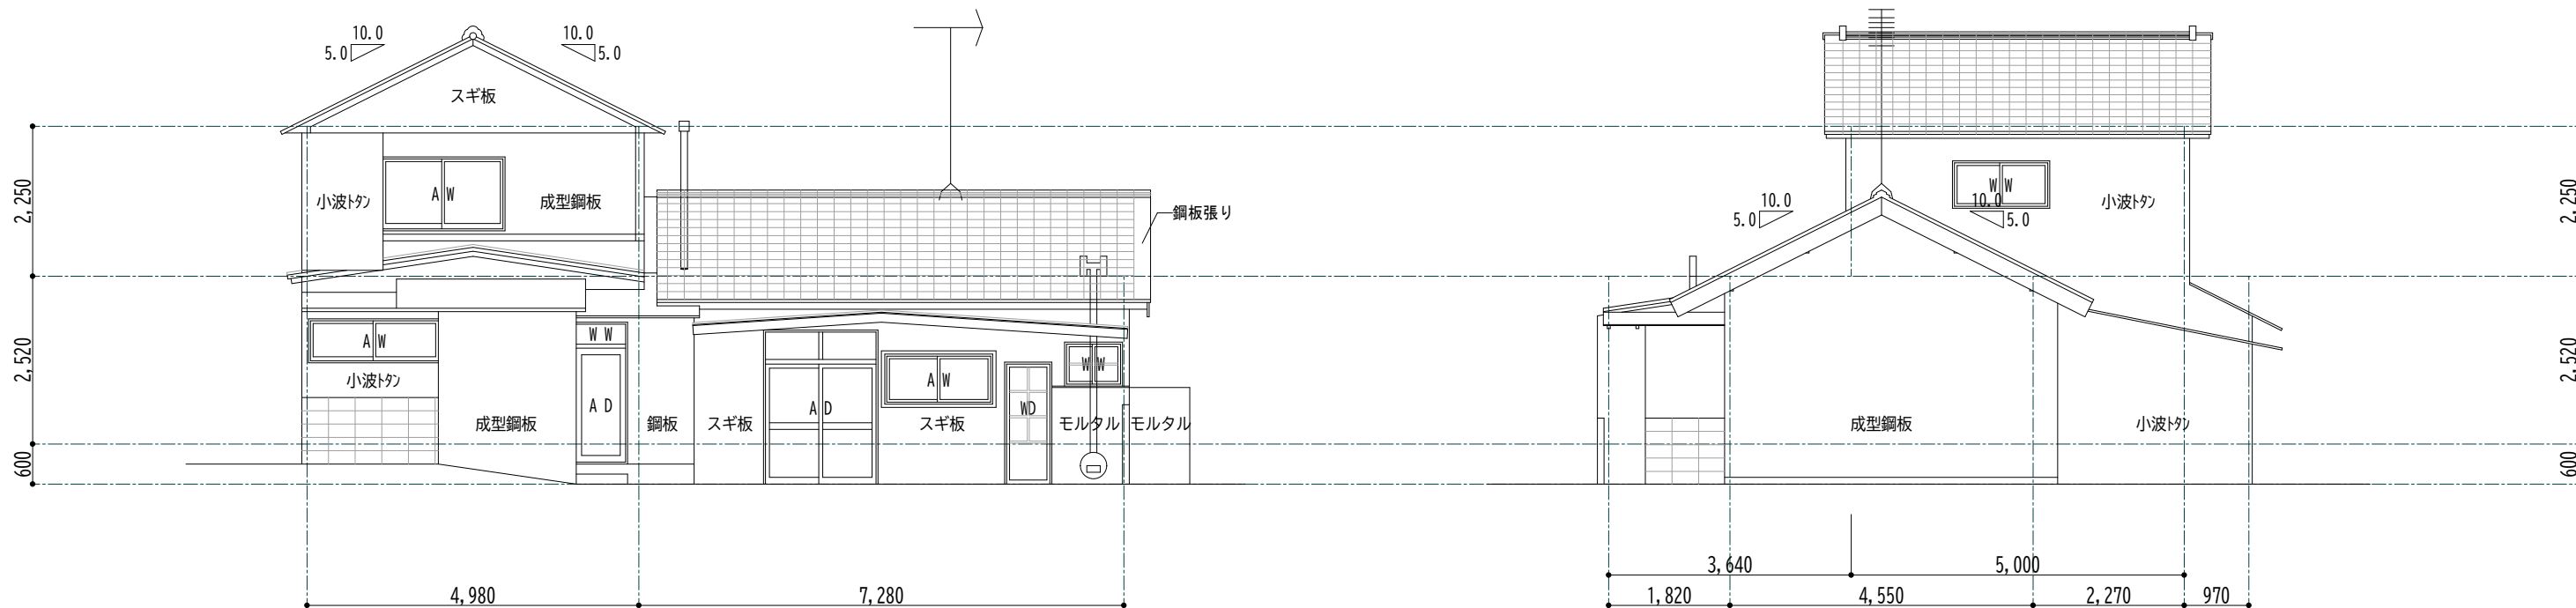 10.0
5.0
10.0
5.0
スギ板
小波トタン
AW
成型鋼板
鋼板張り
2,250
2,520
600
AW
小波トタン
成型鋼板
WW
AD
鋼板
スギ板
AD
AW
スギ板
WD
WW
モルタル
モルタル
4,980
7,280
WW
小波トタン
10.0
5.0
10.0
5.0
成型鋼板
小波トタン
2,250
2,520
600
3,640
5,000
1,820
4,550
2,270
970